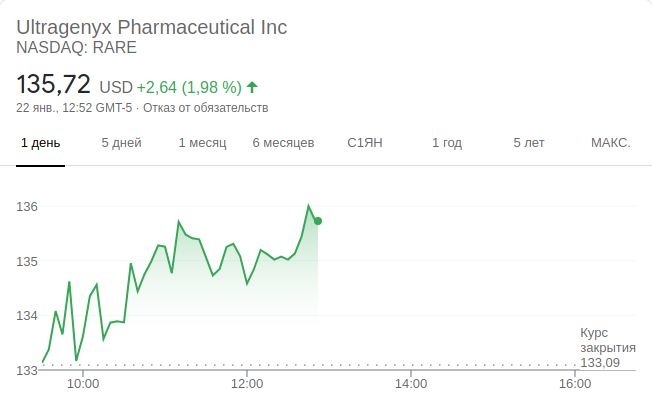 Ultragenyx Pharmaceutical Inc
NASDAQ: RARE
135,72 USD +2,64 (1,98 %)
22 янв., 12:52 GMT-5 · Отказ от обязательств
1 день 5 дней 1 месяц 6 месяцев С1ЯН 1 год 5 лет МАКС.
136
135
134
Курс
закрытия
133,09
133
10:00 12:00 14:00 16:00